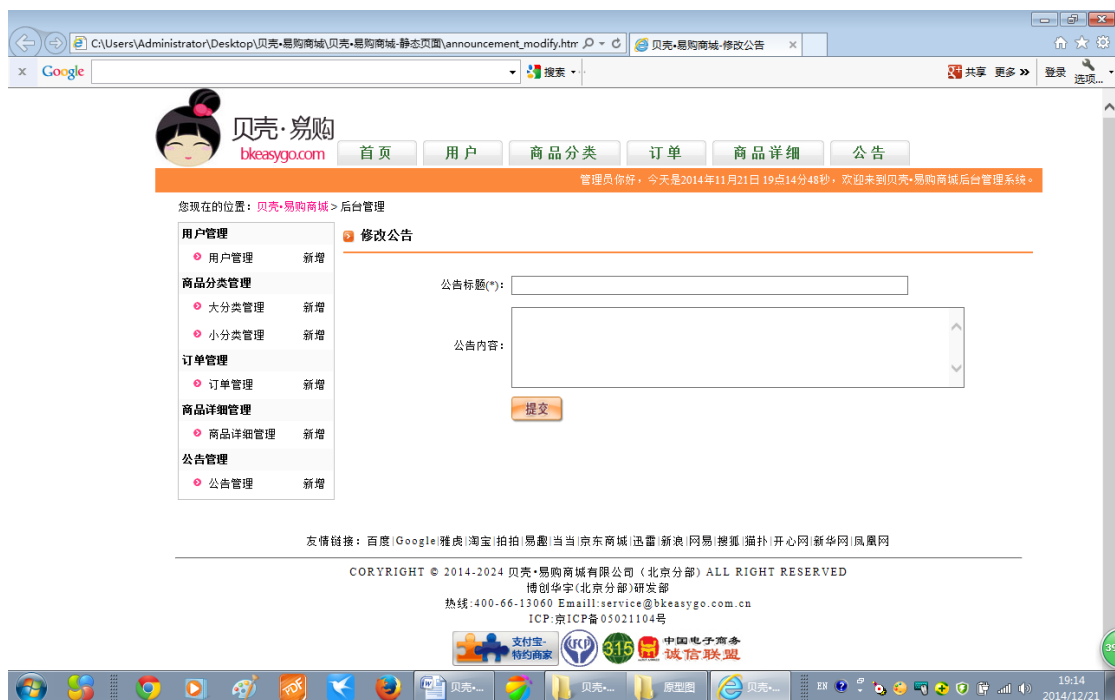 C:\Users\Administrator\Desktop\贝壳•易购商城\贝壳•易购商城-静态页面\announcement_modify.htm
贝壳•易购商城-修改公告
x Google 搜索 共享 更多 » 登录 选项...
贝壳·易购
bkeasygo.com
首页 用户 商品分类 订单 商品详细 公告
管理员你好，今天是2014年11月21日 19点14分48秒，欢迎来到贝壳•易购商城后台管理系统。
您现在的位置：贝壳•易购商城 > 后台管理
用户管理
用户管理 新增
商品分类管理
大分类管理 新增
小分类管理 新增
订单管理
订单管理 新增
商品详细管理
商品详细管理 新增
公告管理
公告管理 新增
修改公告
公告标题(*)：
公告内容：
提交
友情链接：百度|Google|雅虎|淘宝|拍拍|易趣|当当|京东商城|迅雷|新浪|网易|搜狐|猫扑|开心网|新华网|凤凰网
CORYRIGHT © 2014-2024 贝壳•易购商城有限公司（北京分部）ALL RIGHT RESERVED
博创华宇(北京分部)研发部
热线:400-66-13060 Emaill:service@bkeasygo.com.cn
ICP:京ICP备05021104号
支付宝-
特约商家
315
中国电子商务
诚信联盟
39
贝壳•...
贝壳•...
原型图
贝壳•...
EN
19:14
2014/12/21